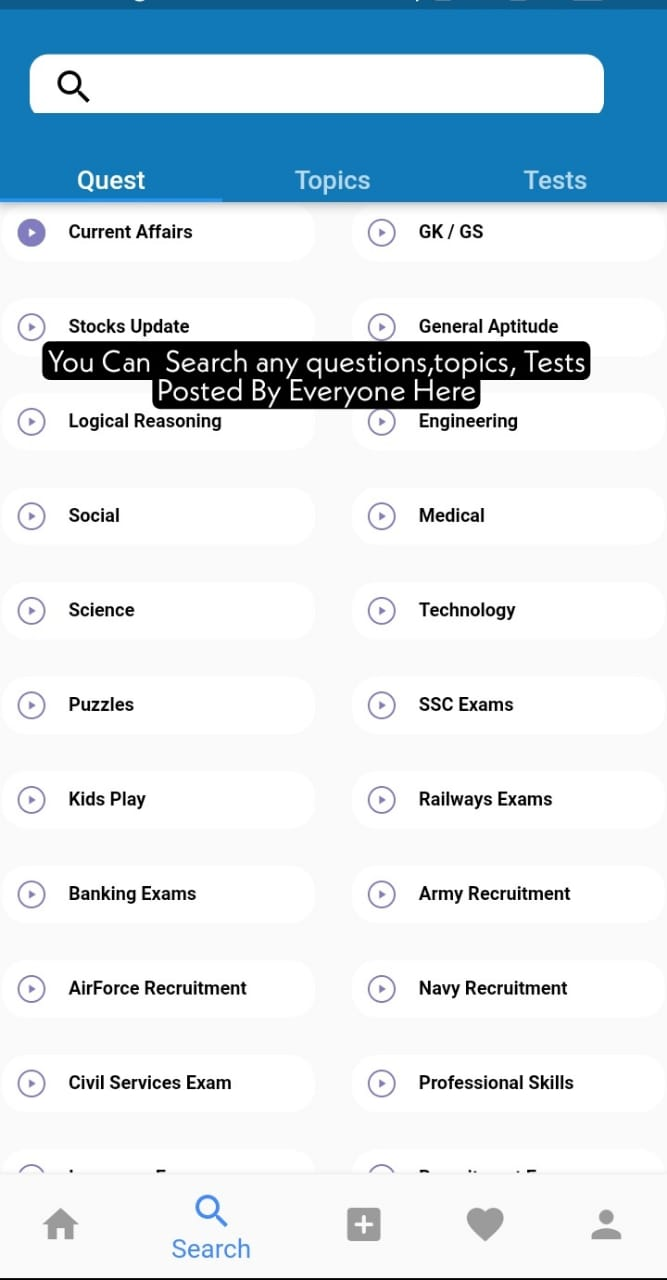 Quest Topics Tests
Current Affairs GK / GS
Stocks Update General Aptitude
You Can Search any questions,topics, Tests
Posted By Everyone Here
Logical Reasoning Engineering
Social Medical
Science Technology
Puzzles SSC Exams
Kids Play Railways Exams
Banking Exams Army Recruitment
AirForce Recruitment Navy Recruitment
Civil Services Exam Professional Skills
Search